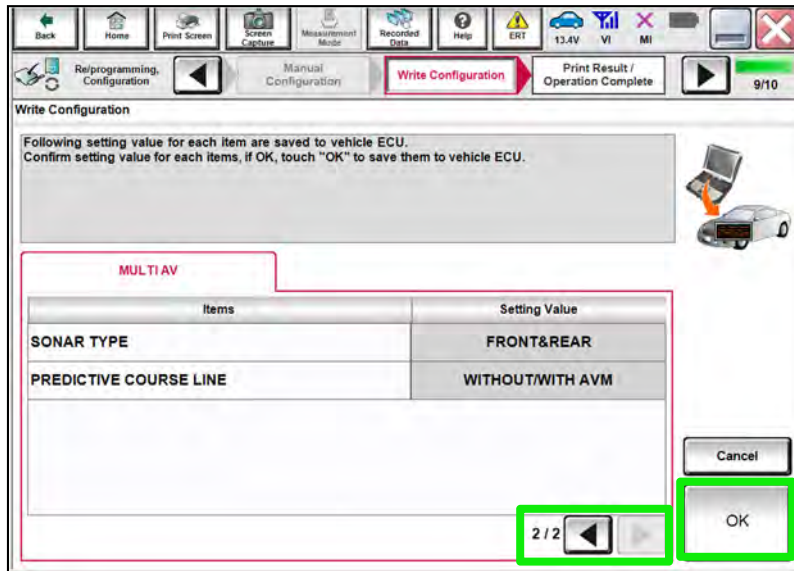 Back
Home
Print Screen
Screen
Capture
Measurement
Mode
Recorded
Data
Help
ERT
13.4V
VI
MI
Re/programming,
Configuration
Manual
Configuration
Write Configuration
Print Result /
Operation Complete
9/10
Write Configuration
Following setting value for each item are saved to vehicle ECU.
Confirm setting value for each items, if OK, touch "OK" to save them to vehicle ECU.
MULTI AV
Items
Setting Value
SONAR TYPE
FRONT&REAR
PREDICTIVE COURSE LINE
WITHOUT/WITH AVM
Cancel
2 / 2
OK